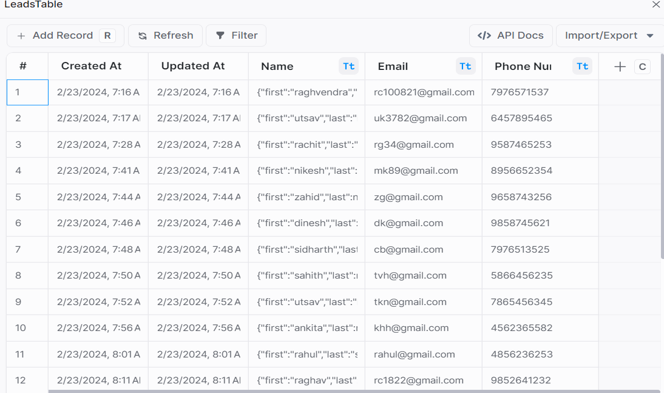 LeadsTable
+ Add Record R Refresh Filter </> API Docs Import/Export
# Created At Updated At Name Tt Email Tt Phone Nu Tt + C
1 2/23/2024, 7:16 A 2/23/2024, 7:16 A {"first":"raghvendra"," rc100821@gmail.com 7976571537
2 2/23/2024, 7:17 A 2/23/2024, 7:17 A {"first":"utsav","last":" uk3782@gmail.com 6457895465
3 2/23/2024, 7:28 A 2/23/2024, 7:28 A {"first":"rachit","last":" rg34@gmail.com 9587465253
4 2/23/2024, 7:41 A 2/23/2024, 7:41 A {"first":"nikesh","last": mk89@gmail.com 8956652354
5 2/23/2024, 7:44 A 2/23/2024, 7:44 A {"first":"zahid","last":n zg@gmail.com 9658743256
6 2/23/2024, 7:46 A 2/23/2024, 7:46 A {"first":"dinesh","last": dk@gmail.com 9858745621
7 2/23/2024, 7:48 A 2/23/2024, 7:48 A {"first":"sidharth","last cb@gmail.com 7976513525
8 2/23/2024, 7:50 A 2/23/2024, 7:50 A {"first":"sahith","last": tvh@gmail.com 5866456235
9 2/23/2024, 7:52 A 2/23/2024, 7:52 A {"first":"utsav","last":" tkn@gmail.com 7865456345
10 2/23/2024, 7:56 A 2/23/2024, 7:56 A {"first":"ankita","last": khh@gmail.com 4562365582
11 2/23/2024, 8:01 A 2/23/2024, 8:01 A {"first":"rahul","last":"s rahul@gmail.com 4856236253
12 2/23/2024, 8:11 A 2/23/2024, 8:11 A {"first":"raghav","last" rc1822@gmail.com 9852641232